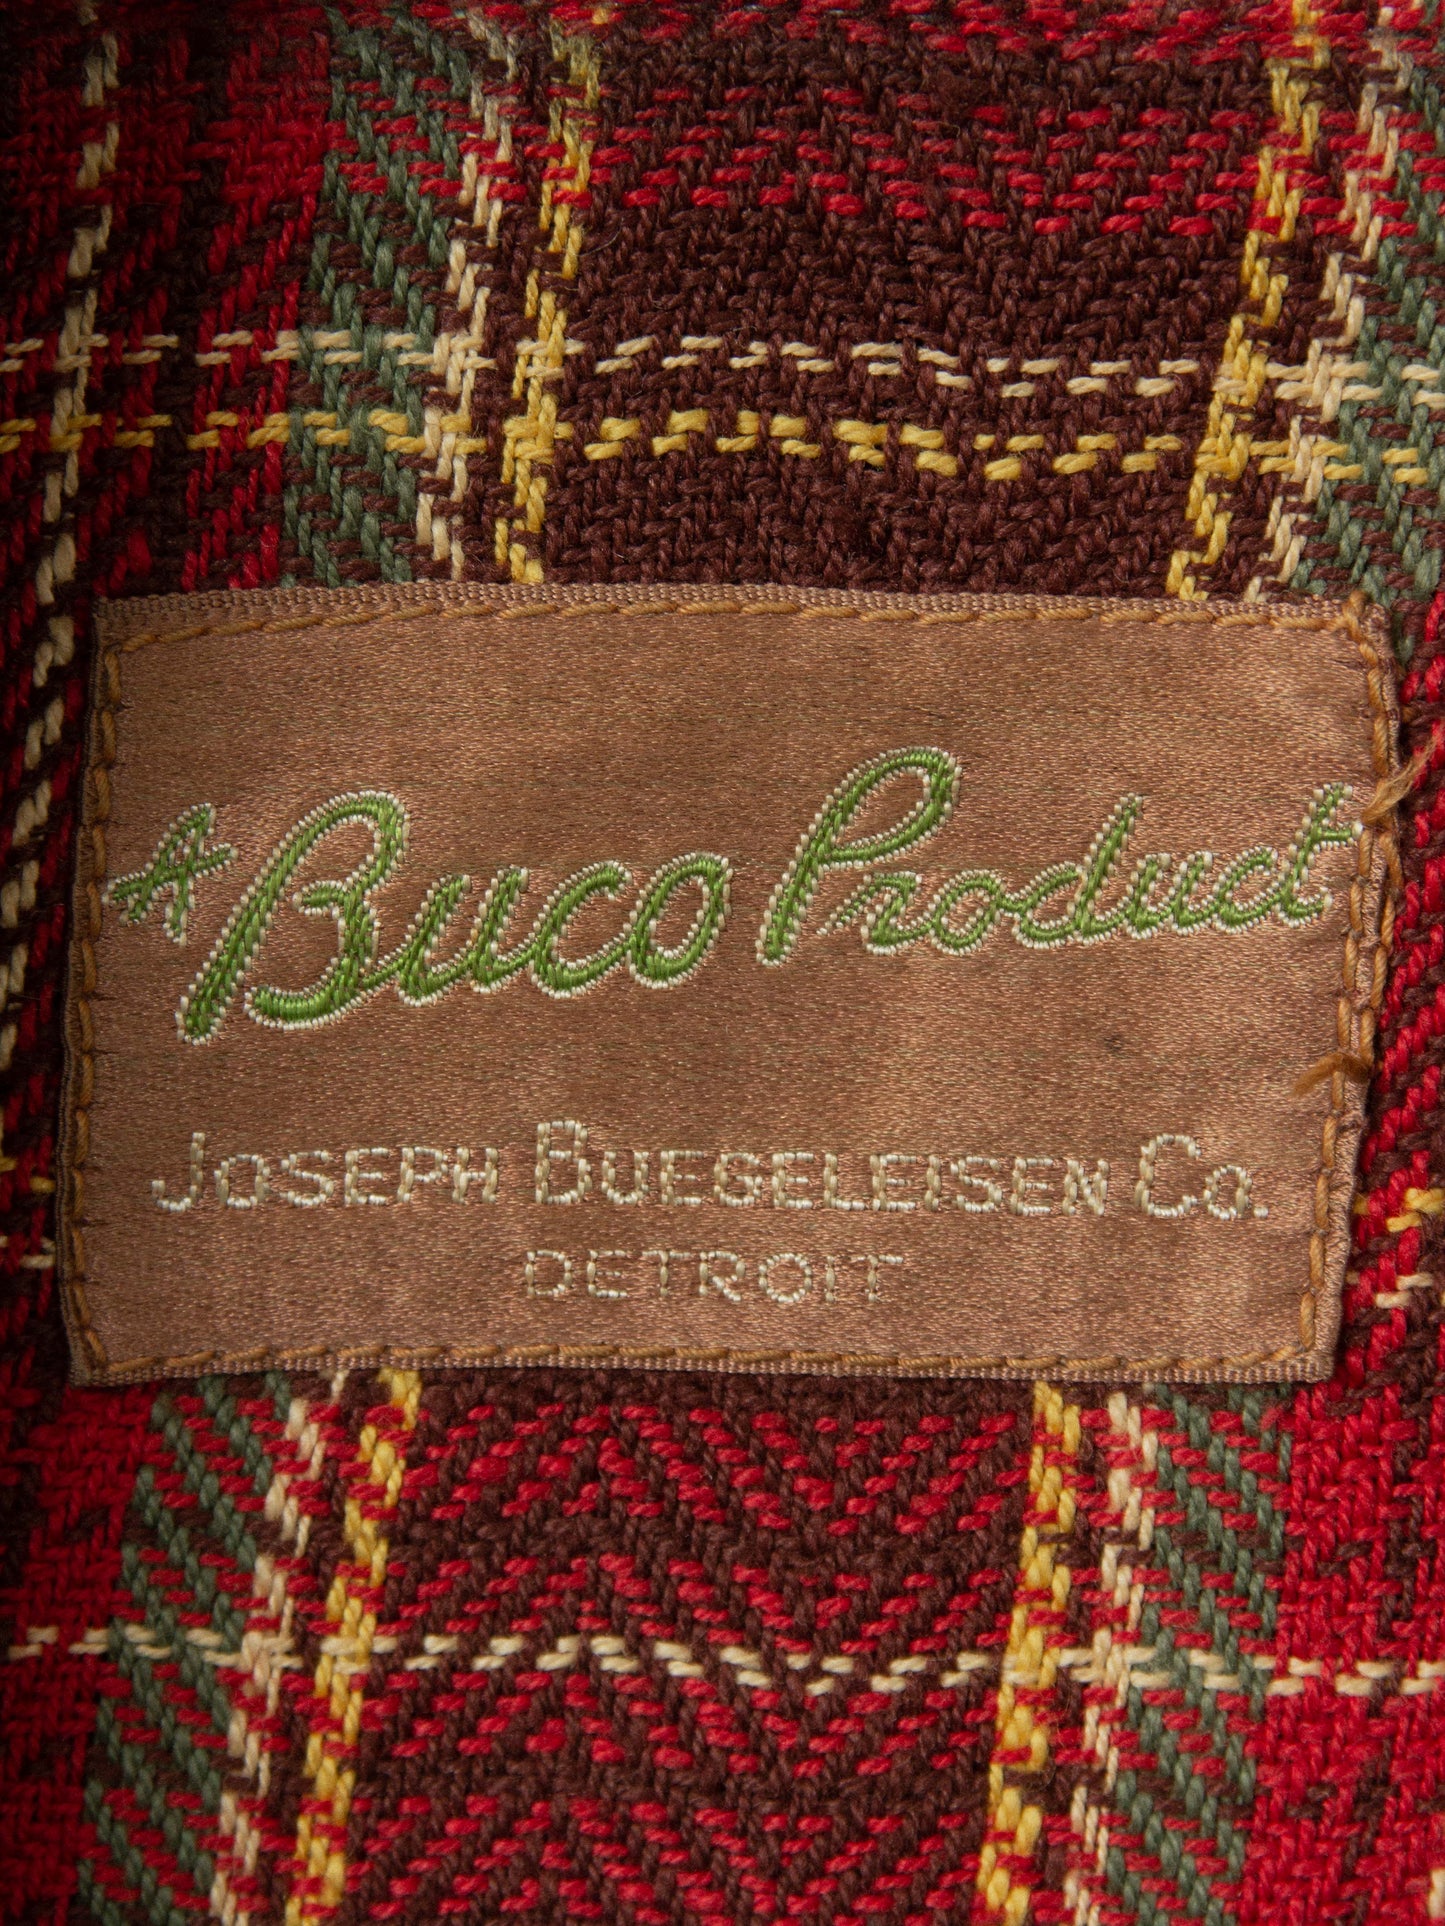 A Buco Product
JOSEPH BUEGELEISEN CO.
DETROIT